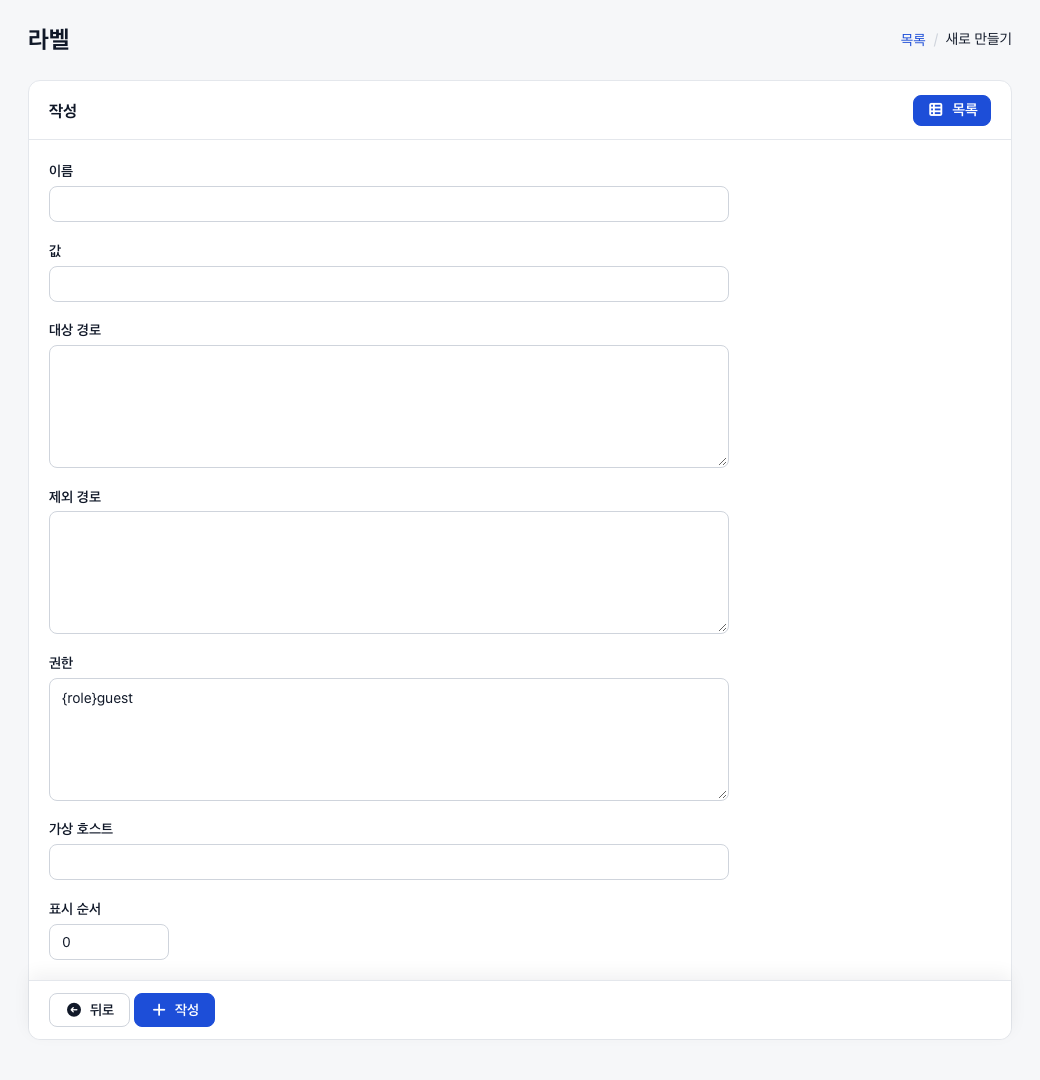 라벨
목록 / 새로 만들기
작성
목록
이름
값
대상 경로
제외 경로
권한
{role}guest
가상 호스트
표시 순서
0
뒤로
작성